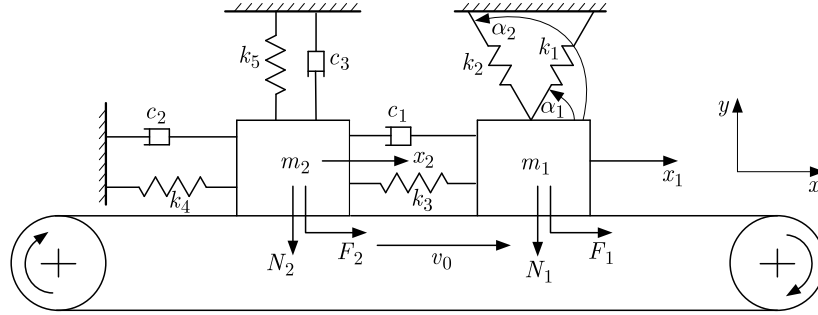 α₂
k₅
c₃
k₂
k₁
y
c₂
c₁
α₁
m₂
x₂
m₁
x₁
x
k₄
k₃
N₂
F₂
v₀
N₁
F₁